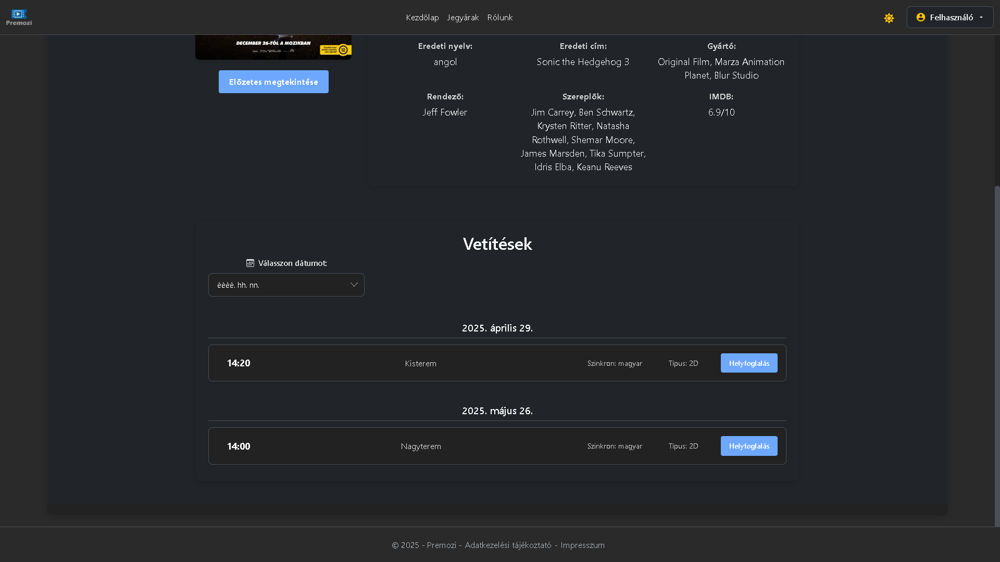 Premozi
Kezdőlap Jegyárak Rólunk
Felhasználó
DECEMBER 26-TÓL A MOZIKBAN
12
Előzetes megtekintése
Eredeti nyelv:
angol
Eredeti cím:
Sonic the Hedgehog 3
Gyártó:
Original Film, Marza Animation
Planet, Blur Studio
Rendező:
Jeff Fowler
Szereplők:
Jim Carrey, Ben Schwartz,
Krysten Ritter, Natasha
Rothwell, Shemar Moore,
James Marsden, Tika Sumpter,
Idris Elba, Keanu Reeves
IMDB:
6.9/10
Vetítések
Válasszon dátumot:
éééé. hh. nn.
2025. április 29.
14:20 Kisterem Szinkron: magyar Típus: 2D Helyfoglalás
2025. május 26.
14:00 Nagyterem Szinkron: magyar Típus: 2D Helyfoglalás
© 2025 - Premozi - Adatkezelési tájékoztató - Impresszum